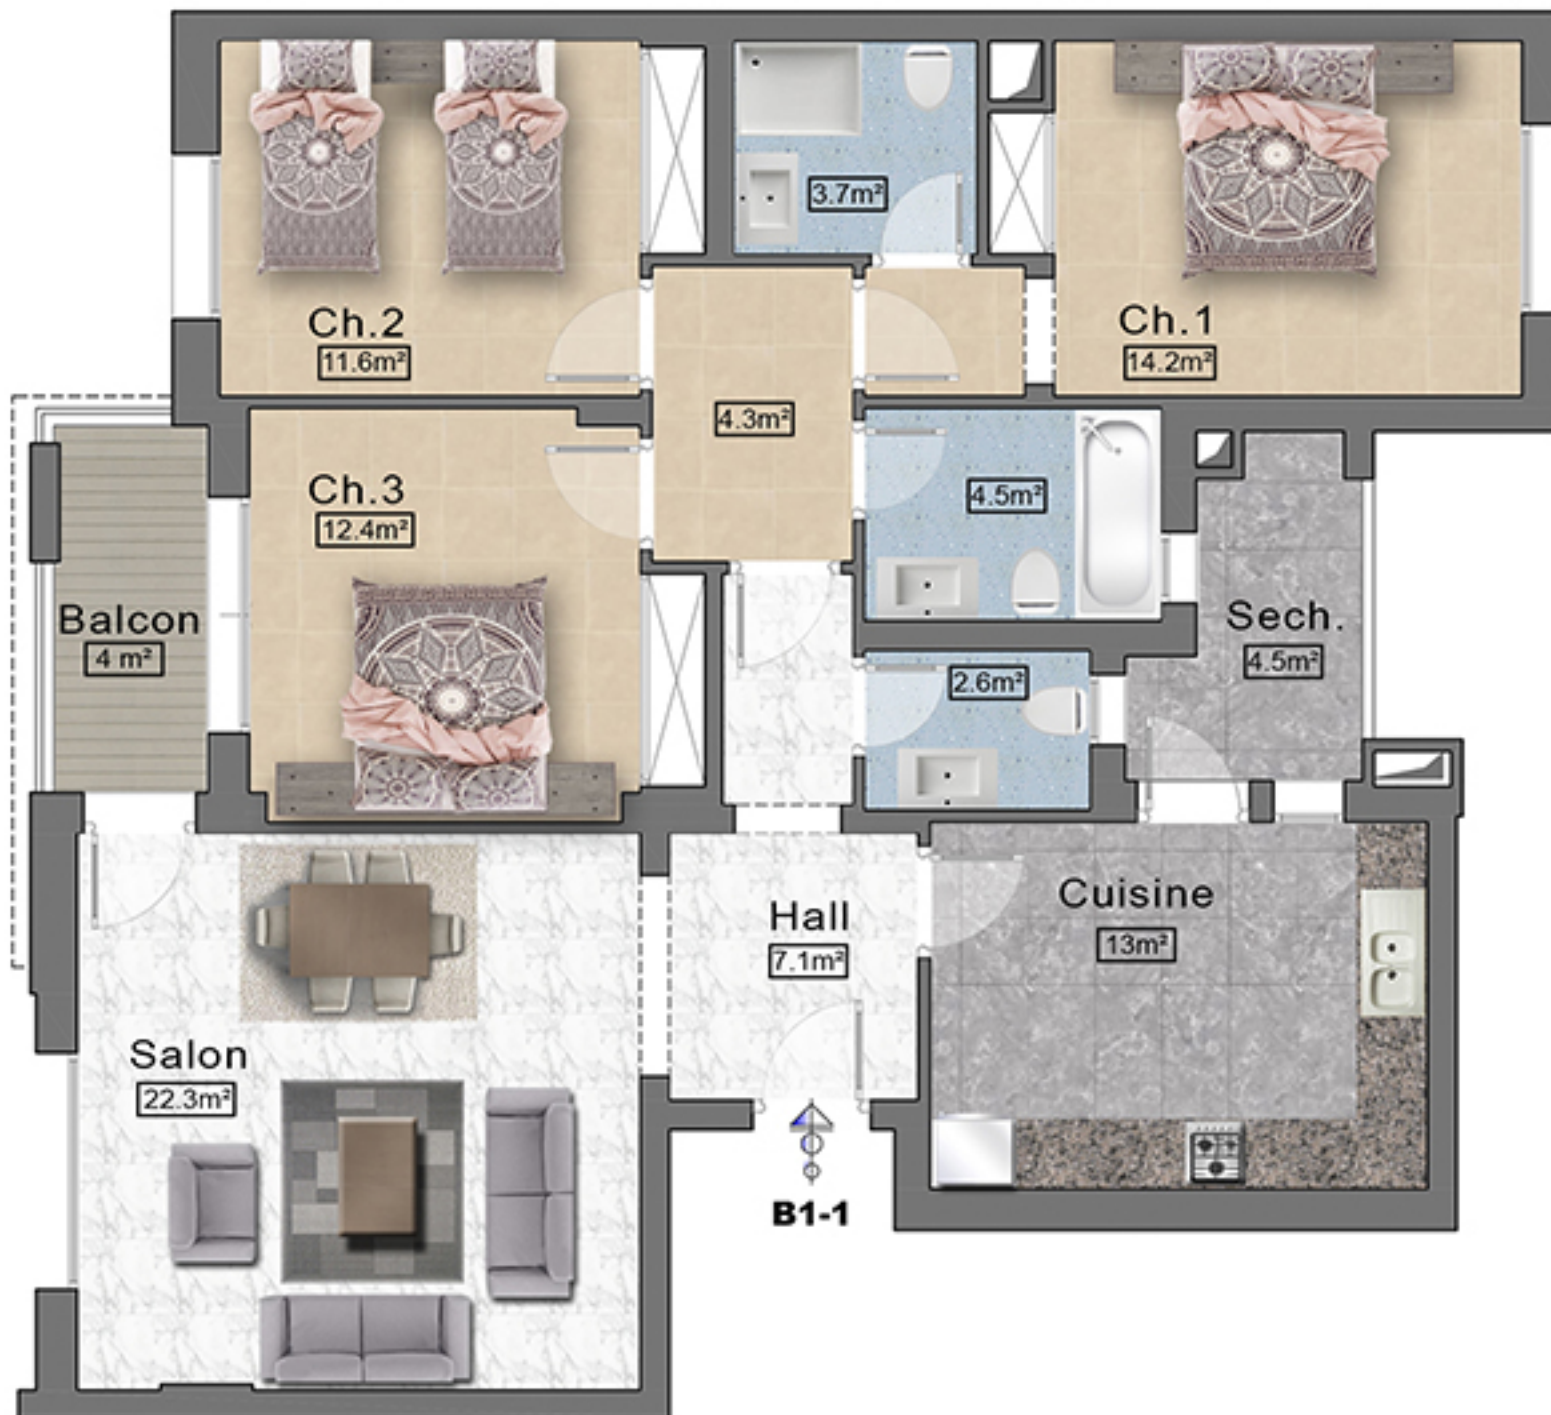 3.7m²
Ch.2
11.6m²
Ch.1
14.2m²
4.3m²
Ch.3
12.4m²
4.5m²
Balcon
4 m²
Sech.
4.5m²
2.6m²
Cuisine
13m²
Hall
7.1m²
Salon
22.3m²
B1-1